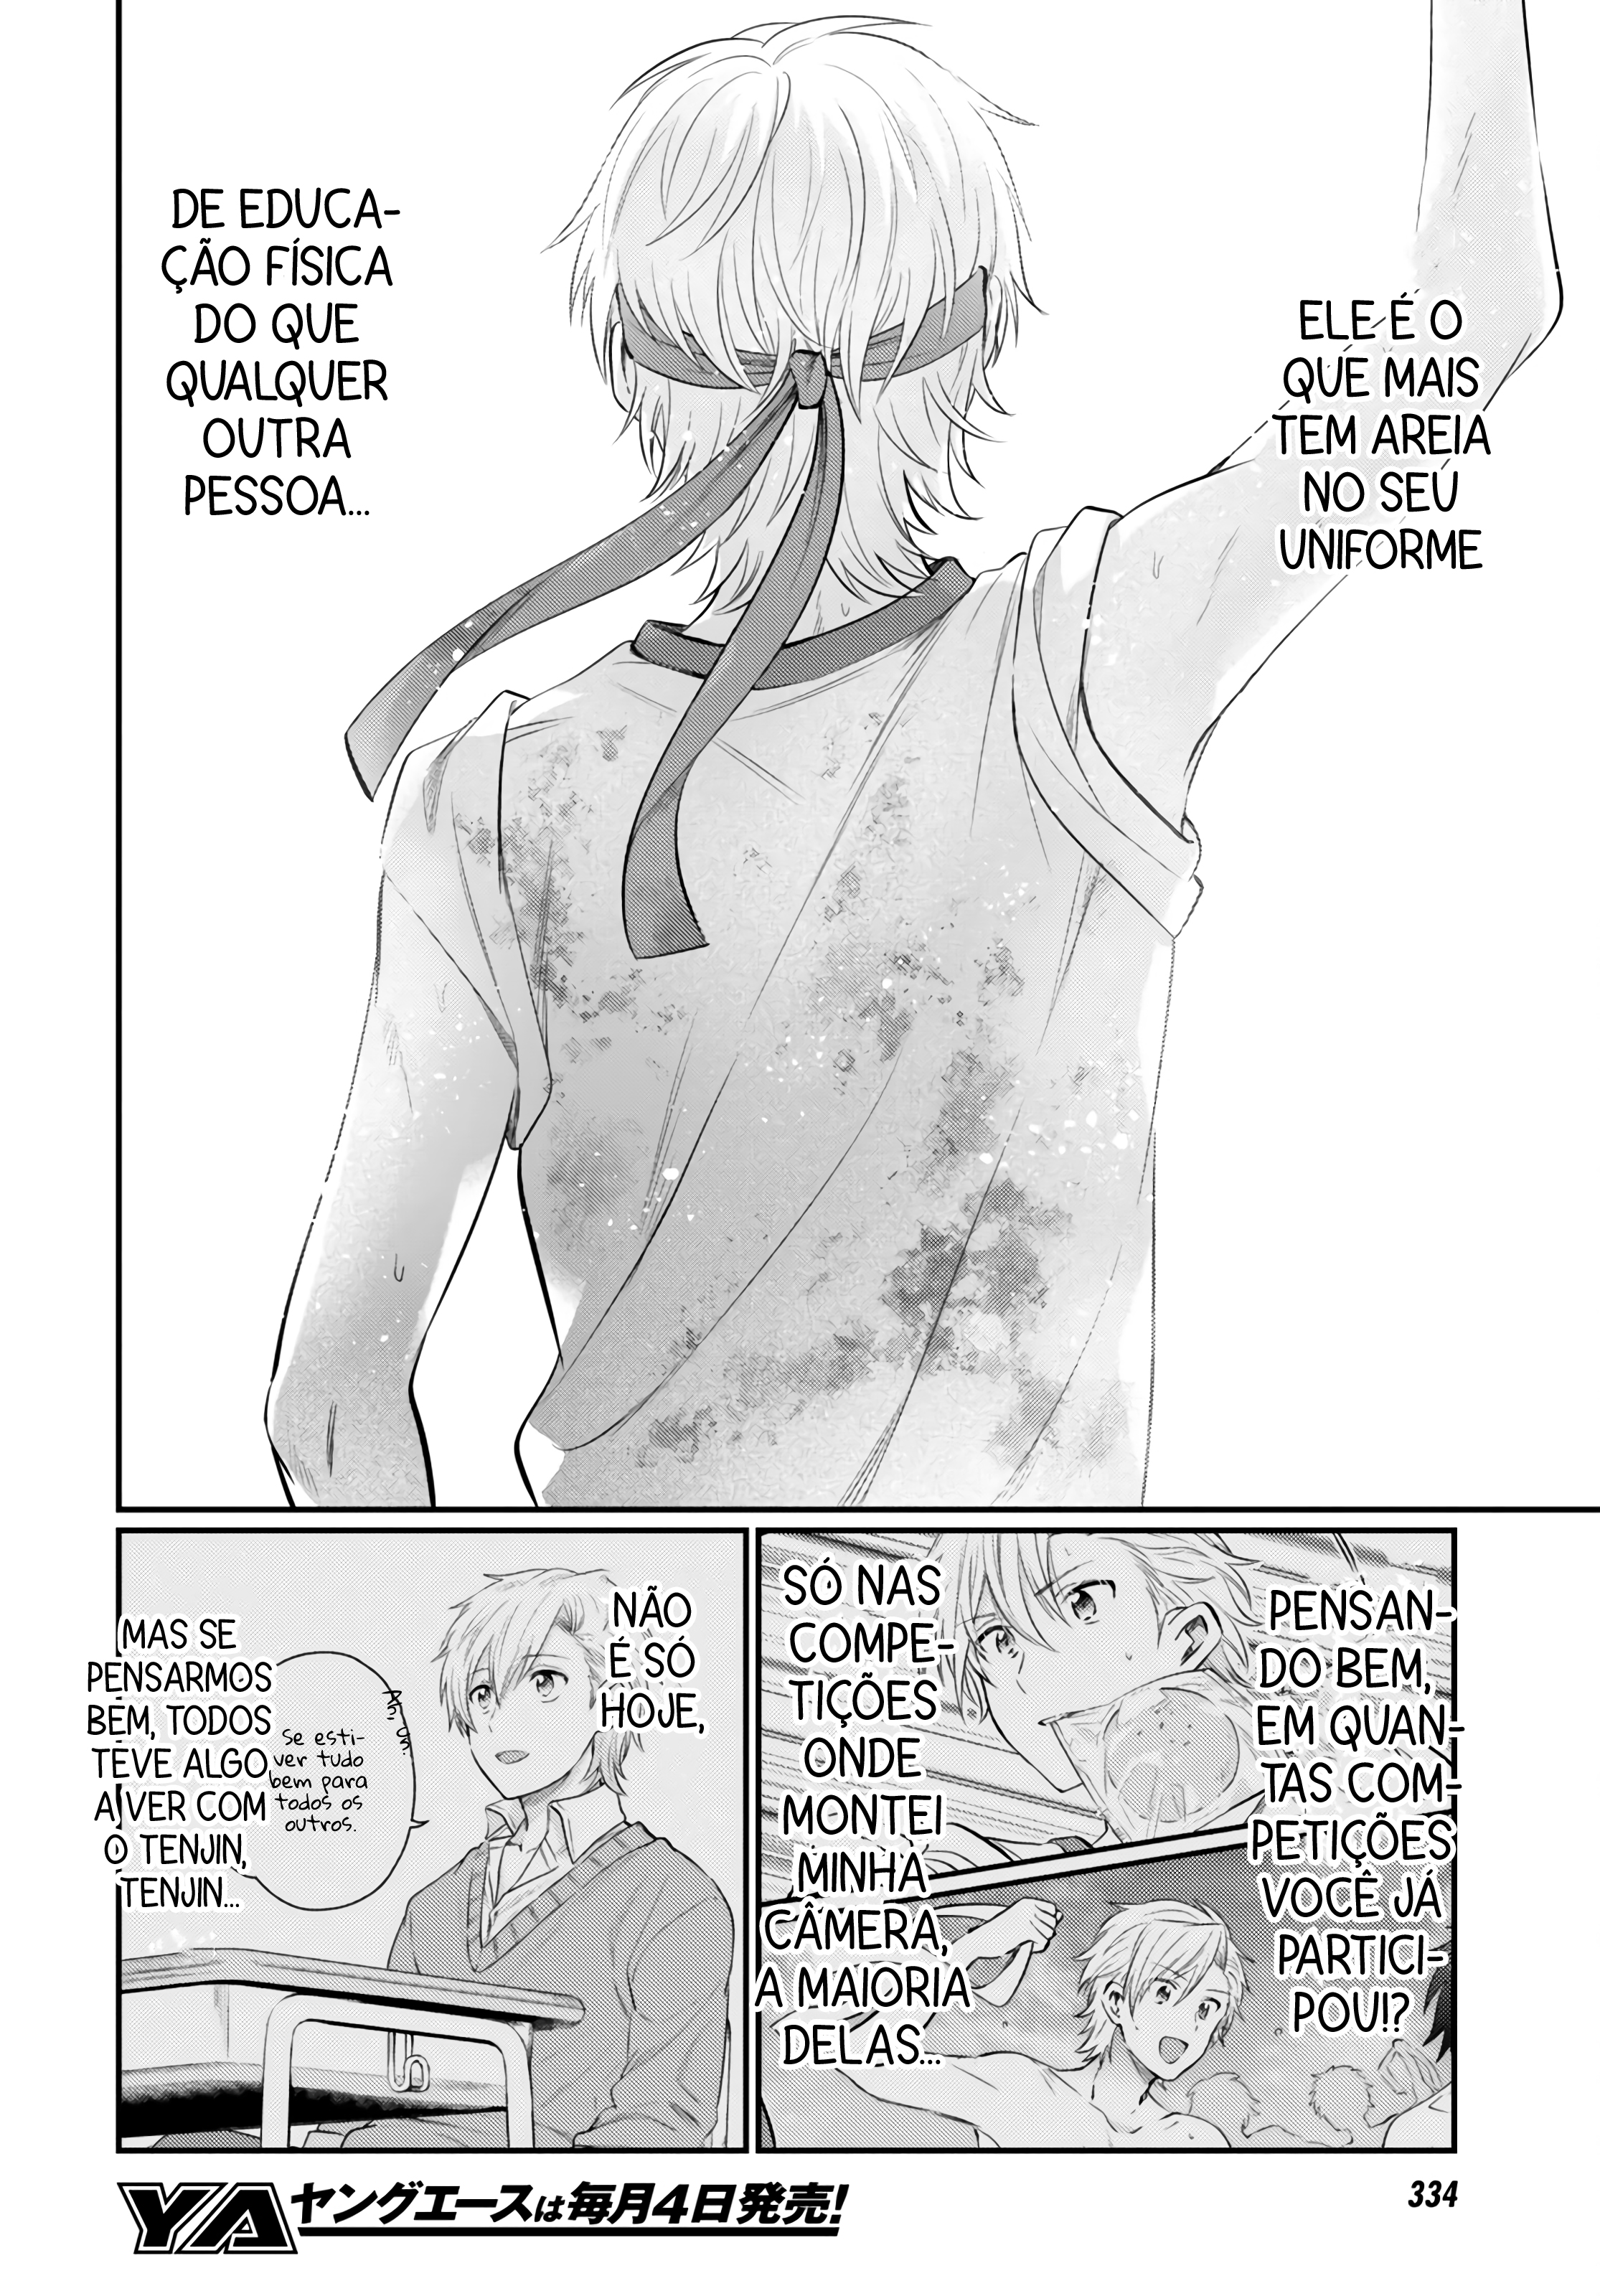 ELE É O
QUE MAIS
TEM AREIA
NO SEU
UNIFORME
DE EDUCA-
ÇÃO FÍSICA
DO QUE
QUALQUER
OUTRA
PESSOA...
PENSAN-
DO BEM,
EM QUAN-
TAS COM-
PETIÇÕES
VOCÊ JÁ
PARTICI-
POU!?
SÓ NAS
COMPE-
TIÇÕES
ONDE
MONTEI
MINHA
CÂMERA,
A MAIORIA
DELAS...
NÃO
É SÓ
HOJE,
Se esti-
ver tudo
bem para
todos os
outros.
MAS SE
PENSARMOS
BEM, TODOS
TEVE ALGO
A VER COM
O TENJIN,
TENJIN...
YA ヤングエースは毎月4日発売!
334